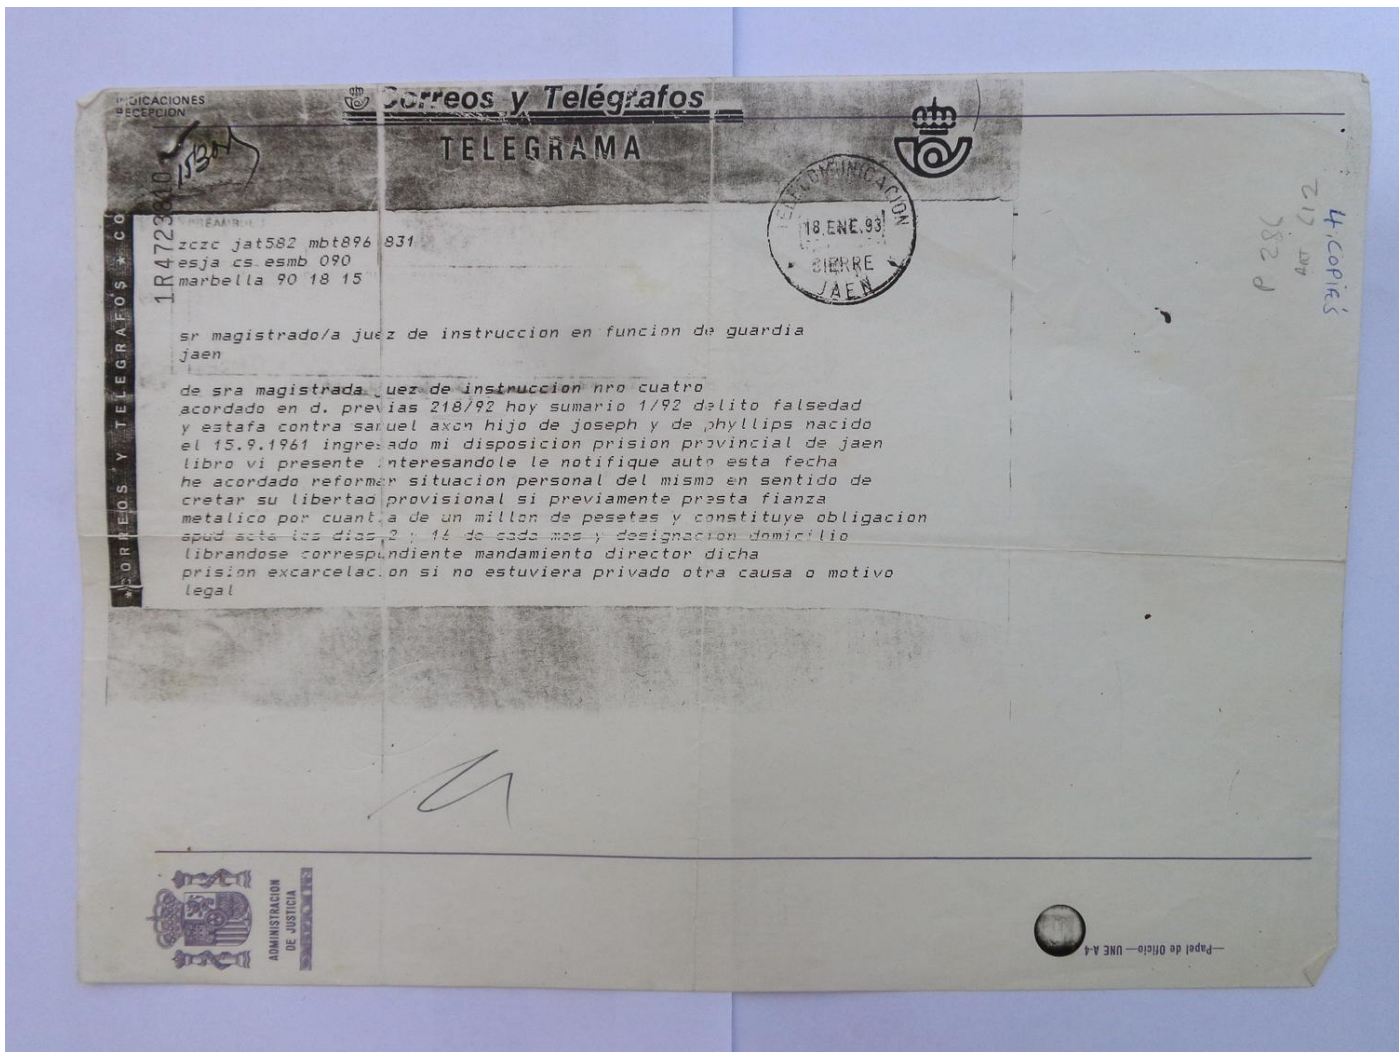 INDICACIONES
RECEPCION
Correos y Telégrafos
TELEGRAMA
TELECOMUNICACION
18.ENE.93
CIERRE
JAEN
PREAMBULO
zczc jat582 mbt896 831
esja cs esmb 090
marbella 90 18 15
sr magistrado/a juez de instruccion en funcion de guardia
jaen
de sra magistrada juez de instruccion nro cuatro
acordado en d. previas 218/92 hoy sumario 1/92 delito falsedad
y estafa contra samuel axon hijo de joseph y de phyllips nacido
el 15.9.1961 ingresado mi disposicion prision provincial de jaen
libro vi presente interesandole le notifique auto esta fecha
he acordado reformar situacion personal del mismo en sentido de
cretar su libertad provisional si previamente presta fianza
metalico por cuantia de un millon de pesetas y constituye obligacion
apud acta los dias 2 y 16 de cada mes y designacion domicilio
librandose correspondiente mandamiento director dicha
prision excarcelacion si no estuviera privado otra causa o motivo
legal
*CORREOS Y TELEGRAFOS*CO
4. COPIES
ART 612
P 286
ADMINISTRACION
DE JUSTICIA
—Papel de Oficio— UNE A-4